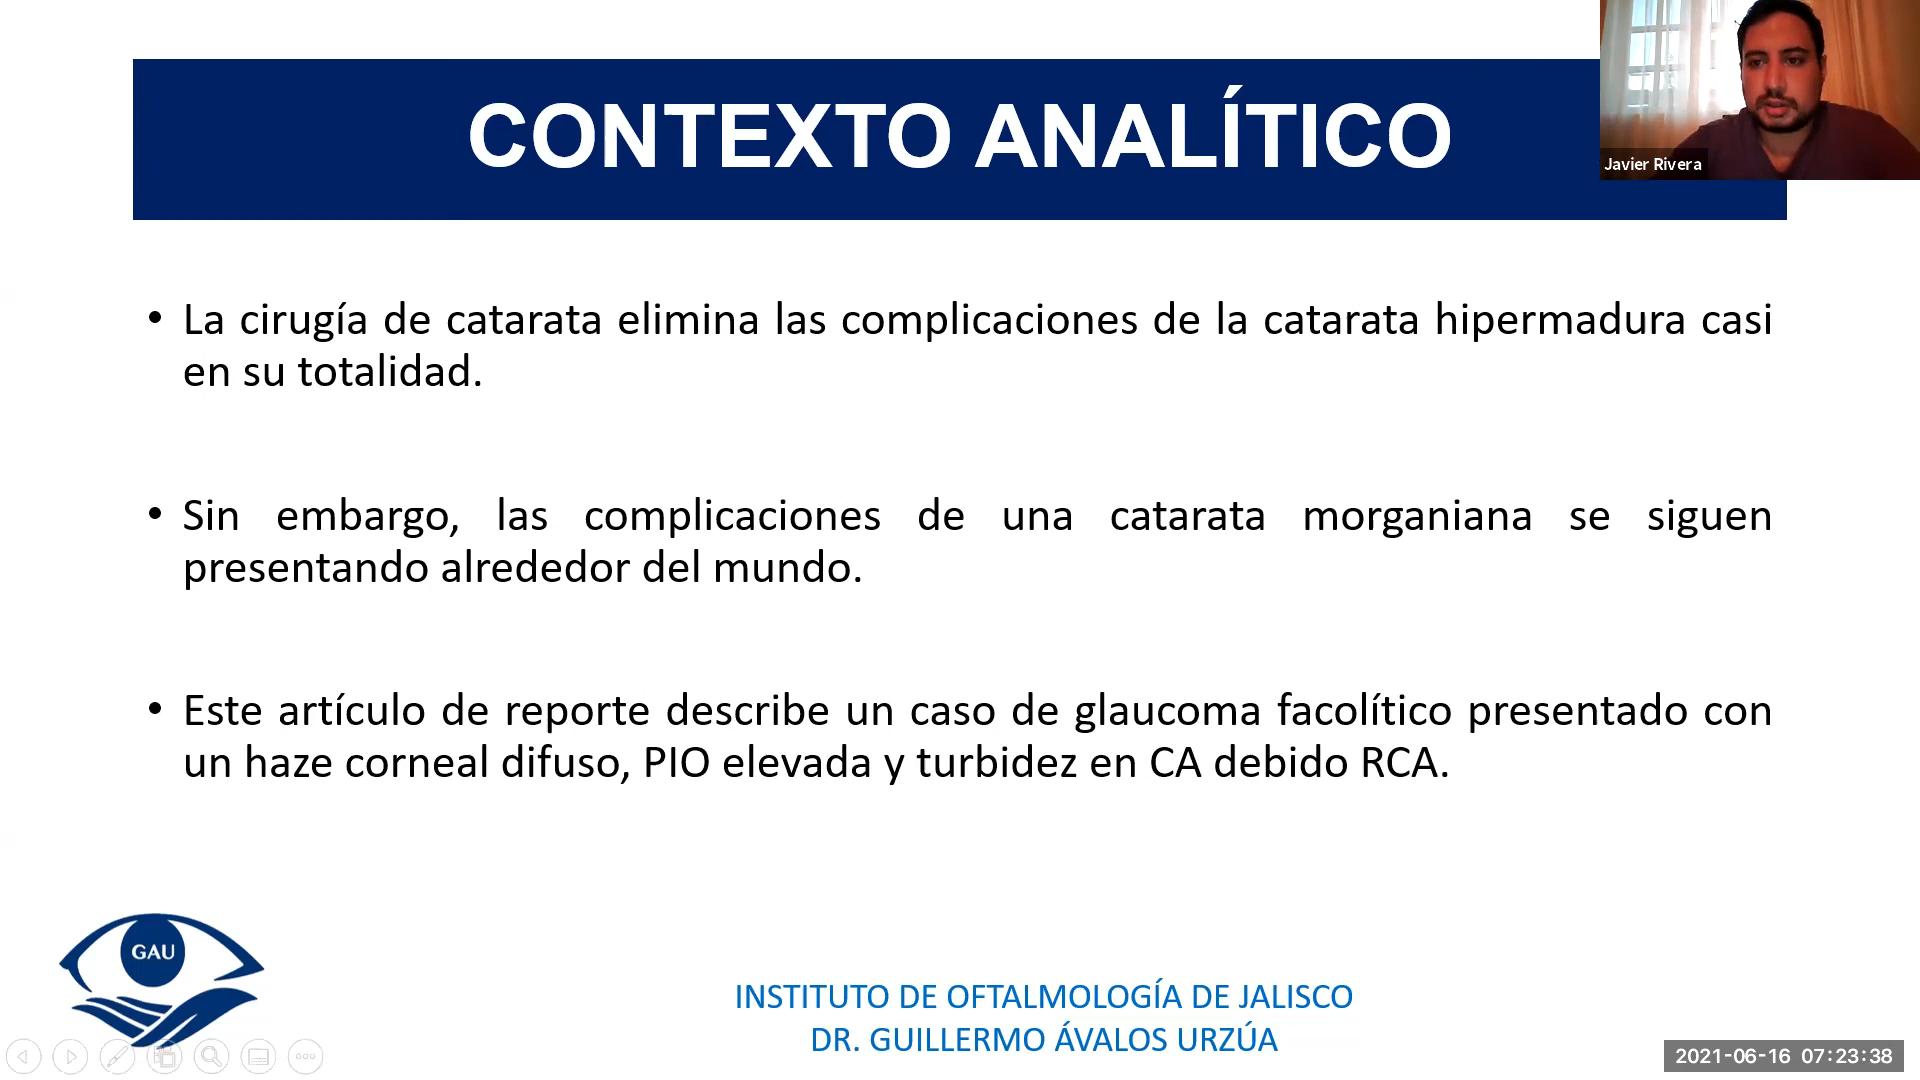 CONTEXTO ANALÍTICO
Javier Rivera
• La cirugía de catarata elimina las complicaciones de la catarata hipermadura casi
en su totalidad.
• Sin embargo, las complicaciones de una catarata morganiana se siguen
presentando alrededor del mundo.
• Este artículo de reporte describe un caso de glaucoma facolítico presentado con
un haze corneal difuso, PIO elevada y turbidez en CA debido RCA.
GAU
INSTITUTO DE OFTALMOLOGÍA DE JALISCO
DR. GUILLERMO ÁVALOS URZÚA
2021-06-16 07:23:38